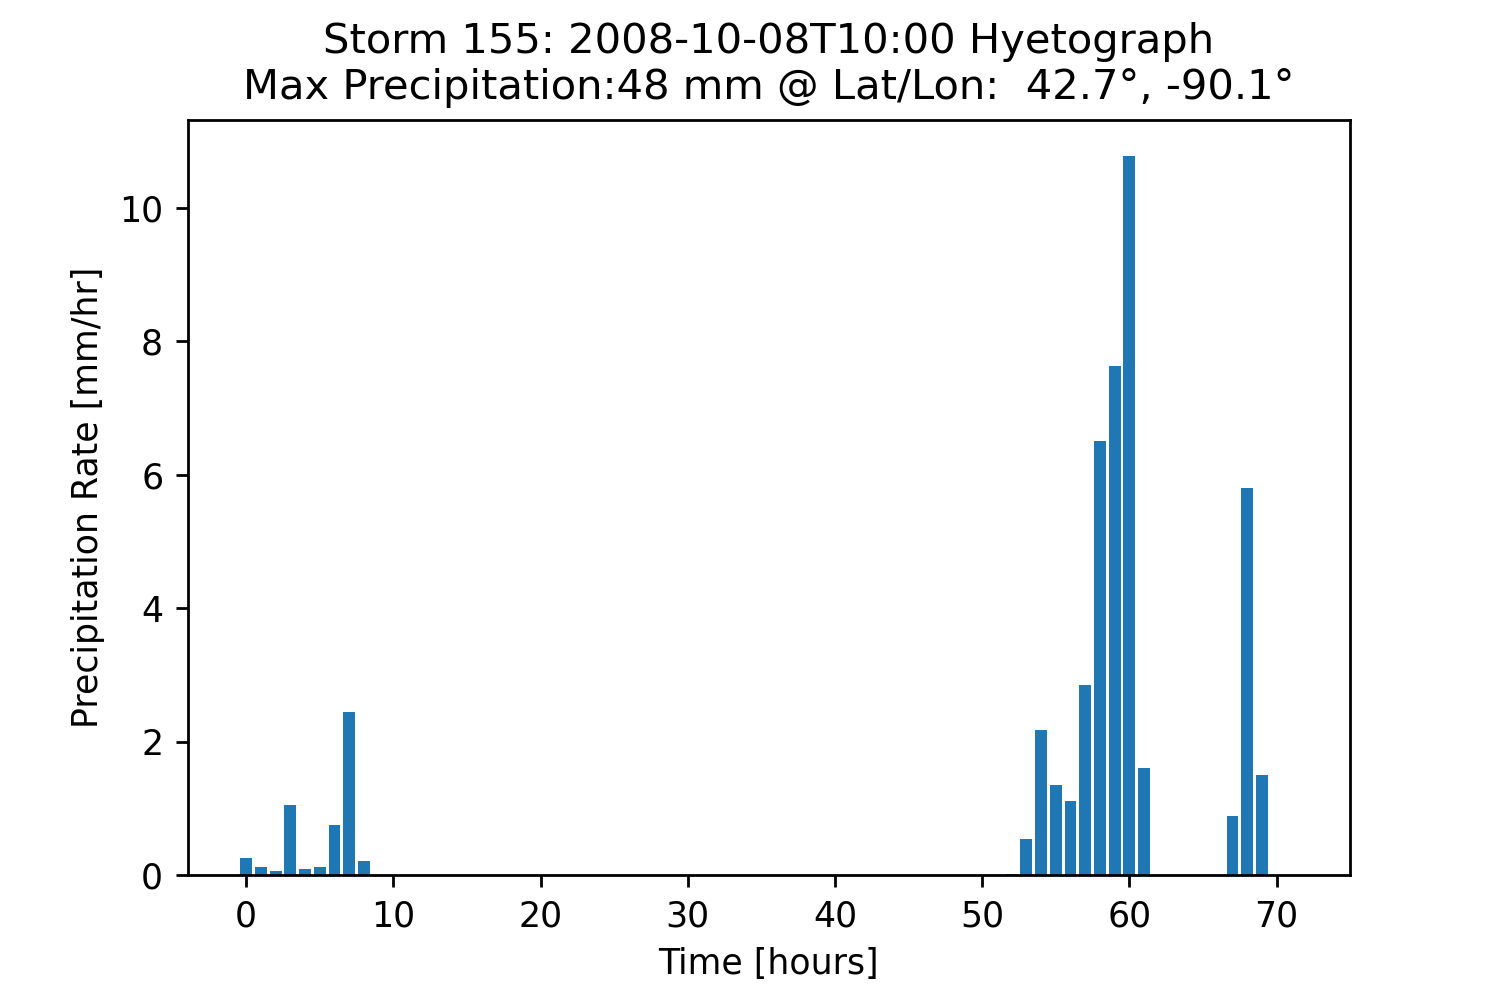 Storm 155: 2008-10-08T10:00 Hyetograph
Max Precipitation:48 mm @ Lat/Lon:  42.7°, -90.1°
Precipitation Rate [mm/hr]
10
8
6
4
2
0
0 10 20 30 40 50 60 70
Time [hours]